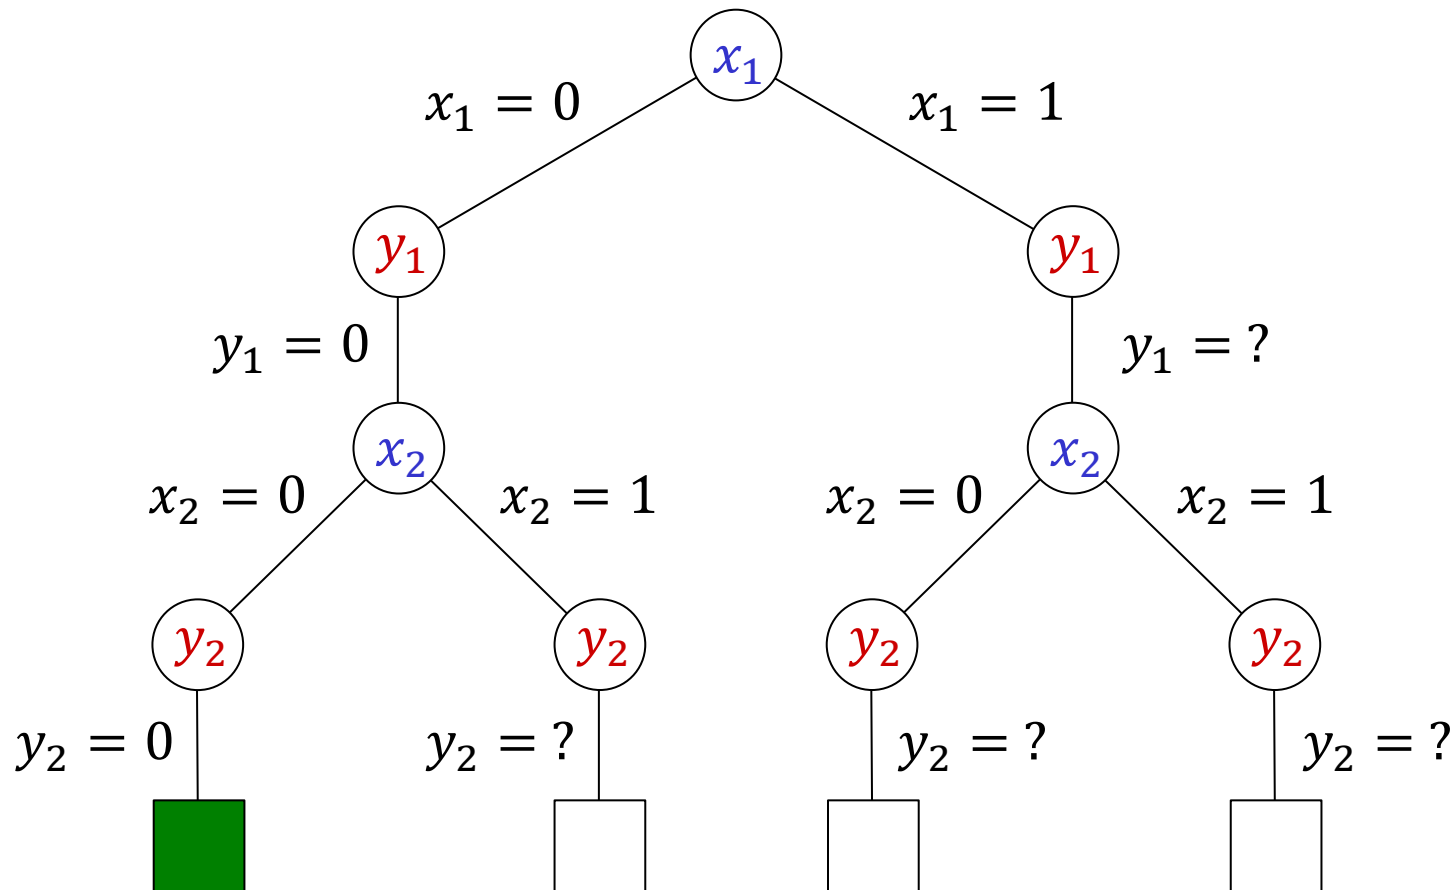 x₁
x₁ = 0 x₁ = 1
y₁ y₁
y₁ = 0 y₁ = ?
x₂ x₂
x₂ = 0 x₂ = 1 x₂ = 0 x₂ = 1
y₂ y₂ y₂ y₂
y₂ = 0 y₂ = ? y₂ = ? y₂ = ?